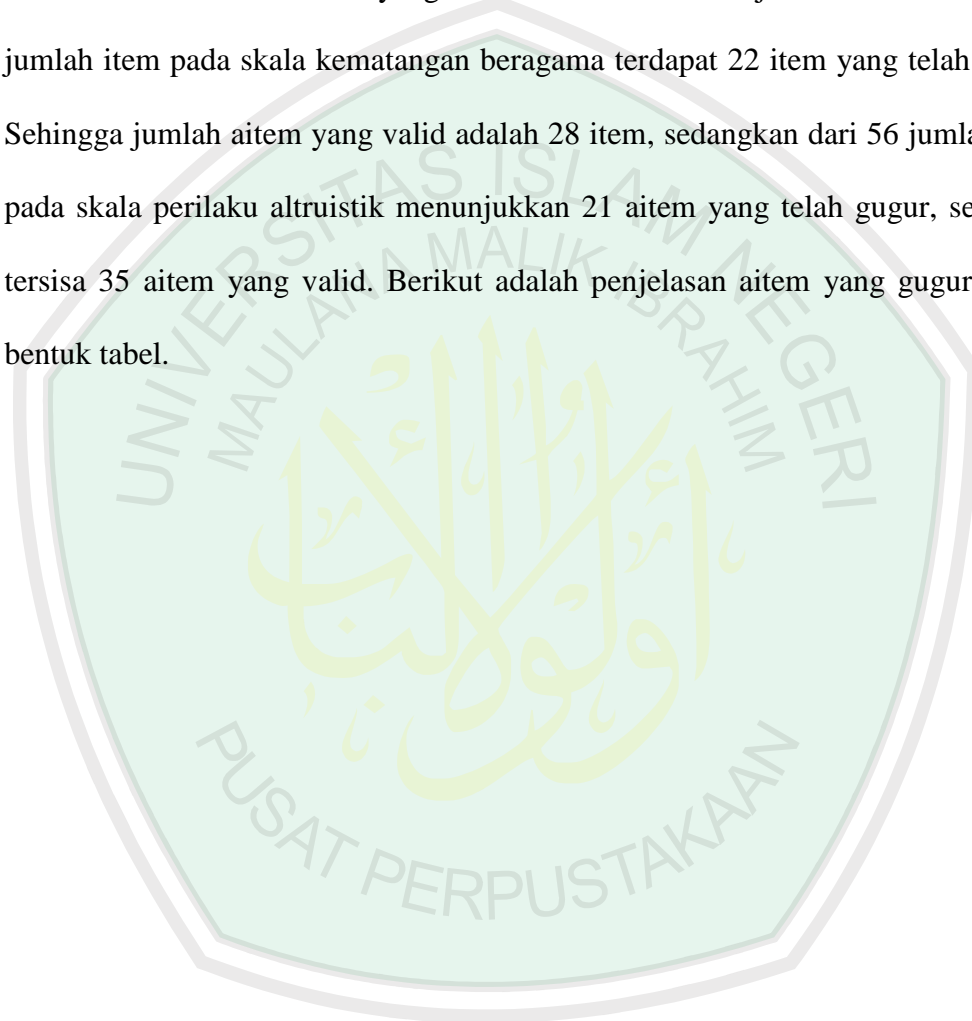 jumlah item pada skala kematangan beragama terdapat 22 item yang telah
Sehingga jumlah aitem yang valid adalah 28 item, sedangkan dari 56
pada skala perilaku altruistik menunjukkan 21 aitem yang telah gugur,
tersisa 35 aitem yang valid. Berikut adalah penjelasan aitem yang gugur
bentuk tabel.
UNIVERSITAS ISLAM NEGERI
MAULANA MALIK IBRAHIM
أولوا الألباب
PUSAT PERPUSTAKAAN